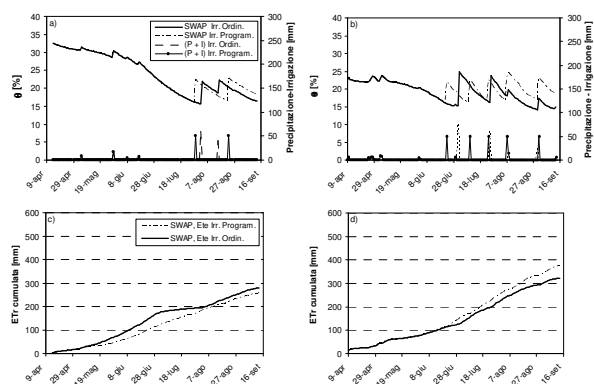 a)
SWAP Irr. Ordin.
SWAP Irr. Program.
(P + I) Irr. Ordin.
(P + I) Irr. Program.
θ [%]
40
35
30
25
20
15
10
5
0
300
250
200
150
100
50
0
Precipitazione-Irrigazione [mm]
9-apr
29-apr
19-mag
8-giu
28-giu
18-lug
7-ago
27-ago
16-set
b)
θ [%]
40
35
30
25
20
15
10
5
0
300
250
200
150
100
50
0
Precipitazione - Irrigazione [mm]
9-apr
29-apr
19-mag
8-giu
28-giu
18-lug
7-ago
27-ago
16-set
c)
SWAP, Ete Irr. Program.
SWAP, Ete Irr. Ordin.
ETr cumulata [mm]
600
500
400
300
200
100
0
9-apr
29-apr
19-mag
8-giu
28-giu
18-lug
7-ago
27-ago
16-set
d)
ETr cumulata [mm]
600
500
400
300
200
100
0
9-apr
29-apr
19-mag
8-giu
28-giu
18-lug
7-ago
27-ago
16-set